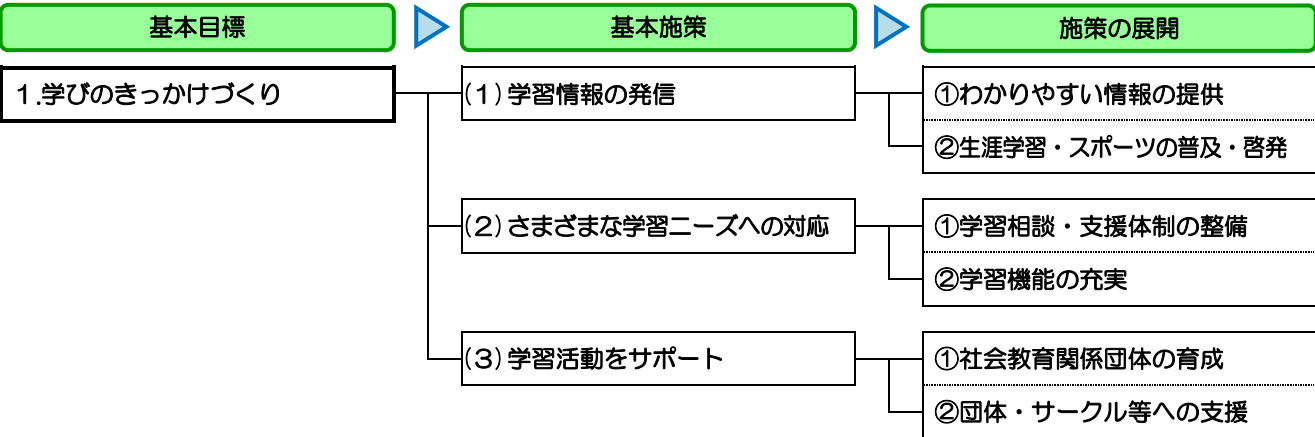 基本目標
基本施策
施策の展開
１.学びのきっかけづくり
(１)学習情報の発信
①わかりやすい情報の提供
②生涯学習・スポーツの普及・啓発
(２)さまざまな学習ニーズへの対応
①学習相談・支援体制の整備
②学習機能の充実
(３)学習活動をサポート
①社会教育関係団体の育成
②団体・サークル等への支援